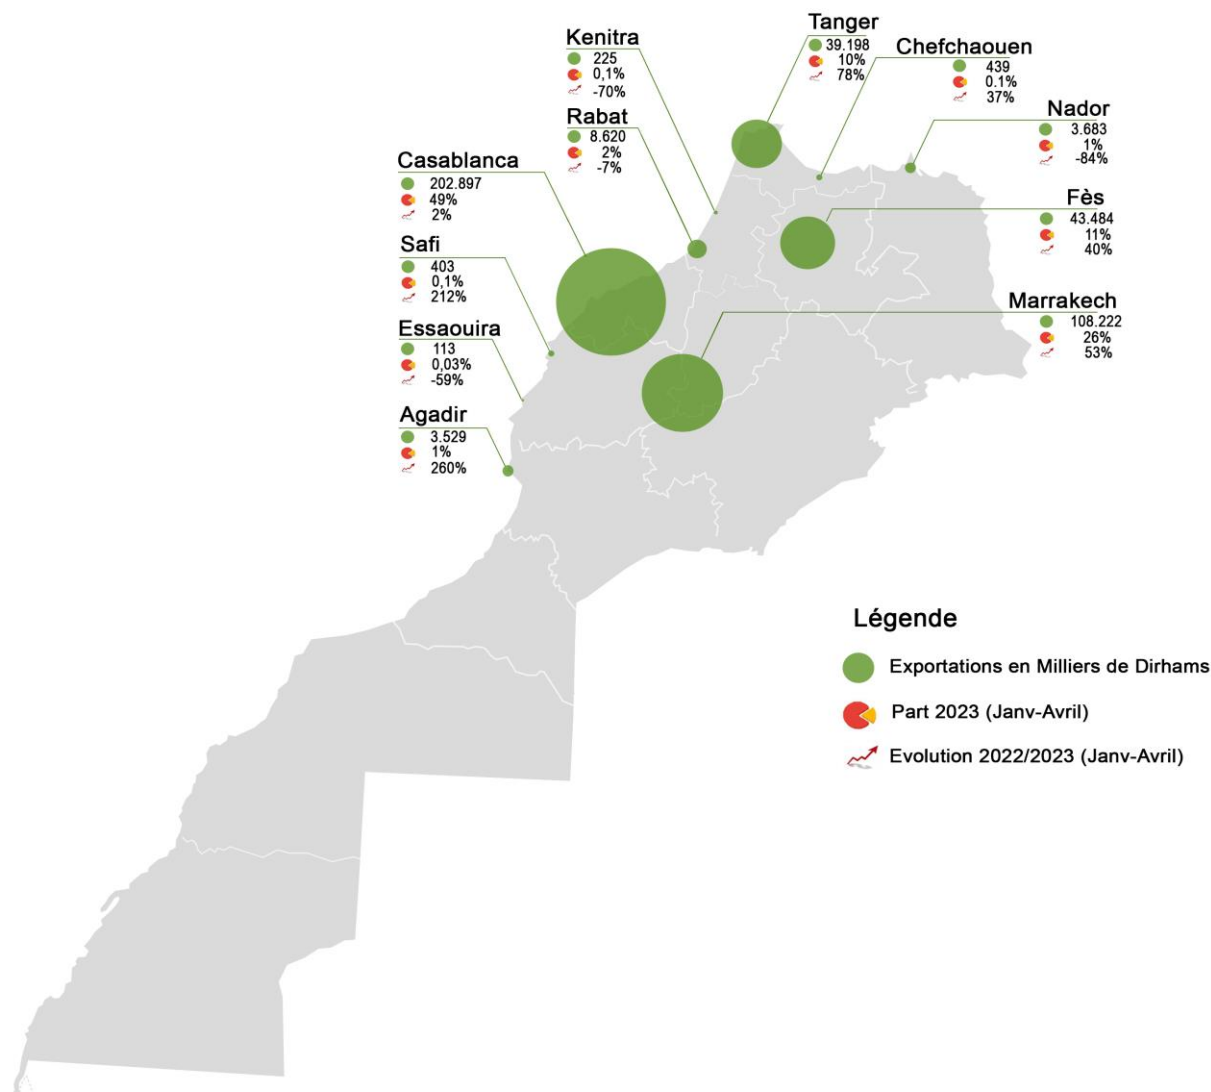 Tanger
39.198
10%
78%
Kenitra
225
0,1%
-70%
Chefchaouen
439
0.1%
37%
Rabat
8.620
2%
-7%
Nador
3.683
1%
-84%
Casablanca
202.897
49%
2%
Fès
43.484
11%
40%
Safi
403
0,1%
212%
Marrakech
108.222
26%
53%
Essaouira
113
0,03%
-59%
Agadir
3.529
1%
260%
Légende
Exportations en Milliers de Dirhams
Part 2023 (Janv-Avril)
Evolution 2022/2023 (Janv-Avril)